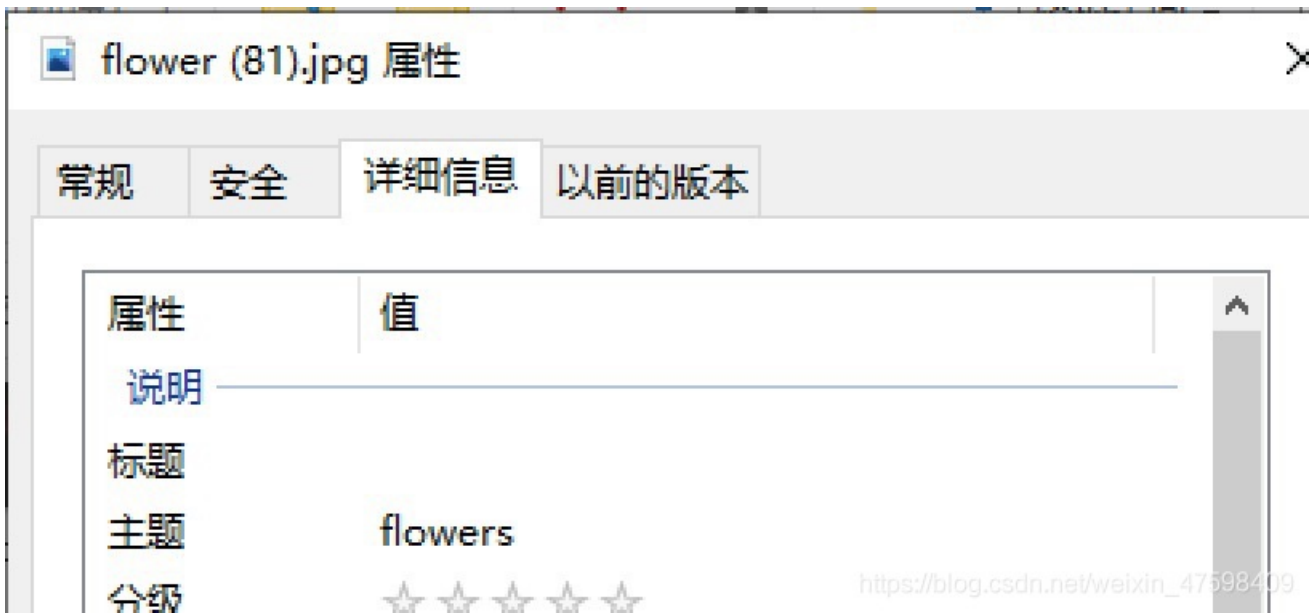 flower (81).jpg 属性
常规 安全 详细信息 以前的版本
属性 值
说明
标题
主题 flowers
分级
https://blog.csdn.net/weixin_47598409